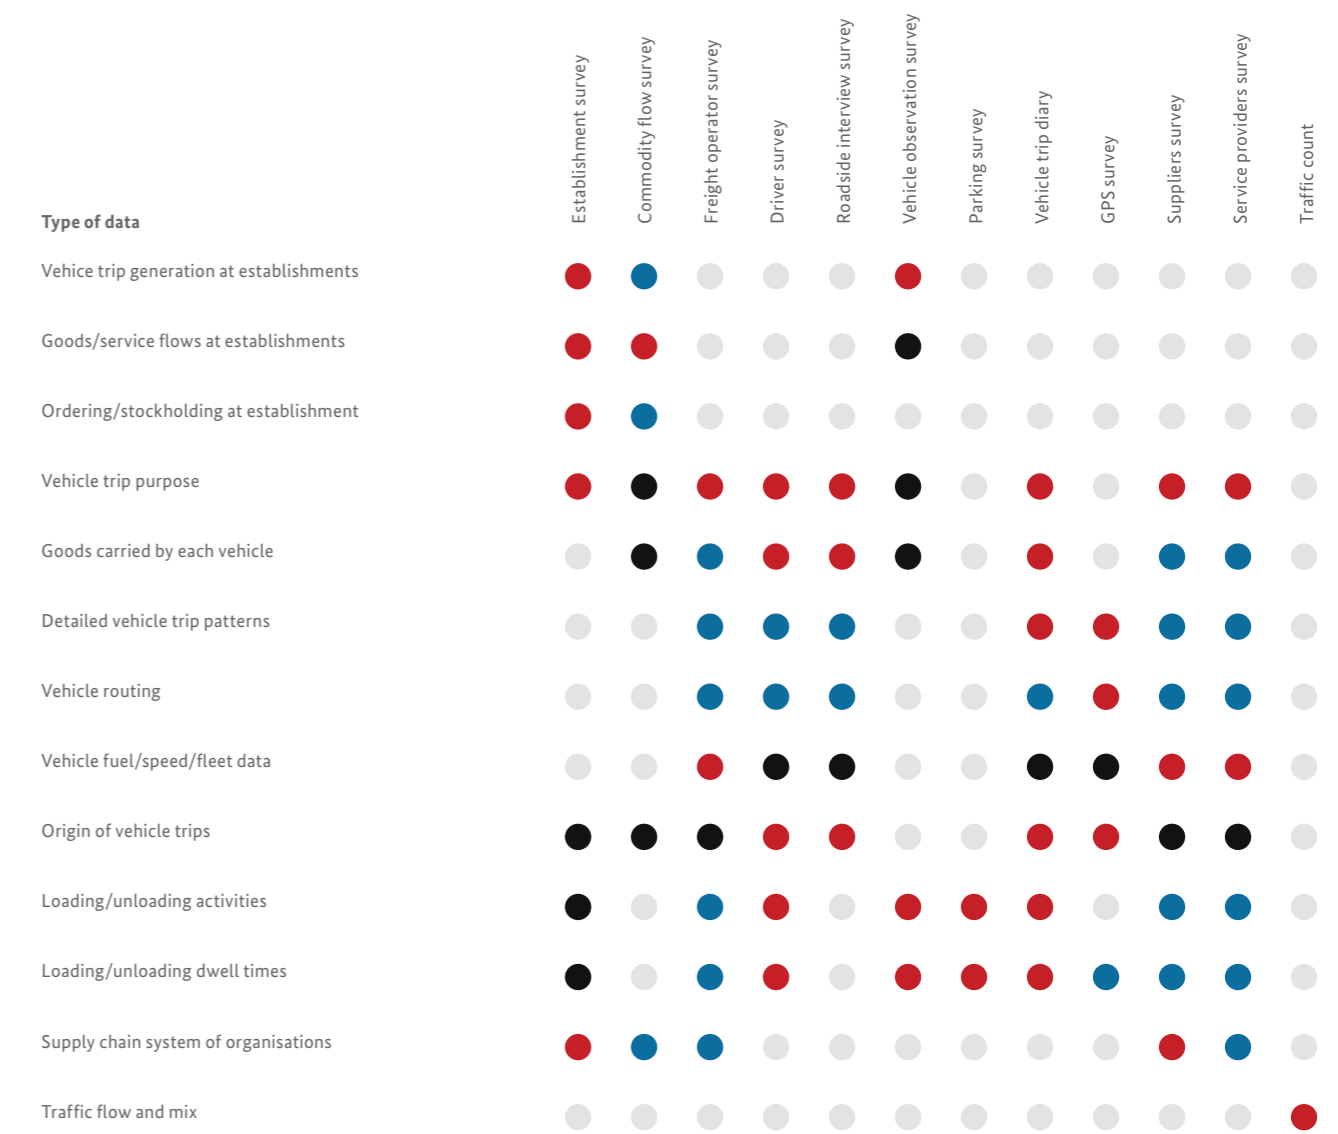 Establishment survey
Commodity flow survey
Freight operator survey
Driver survey
Roadside interview survey
Vehicle observation survey
Parking survey
Vehicle trip diary
GPS survey
Suppliers survey
Service providers survey
Traffic count
Type of data
Vehice trip generation at establishments
Goods/service flows at establishments
Ordering/stockholding at establishment
Vehicle trip purpose
Goods carried by each vehicle
Detailed vehicle trip patterns
Vehicle routing
Vehicle fuel/speed/fleet data
Origin of vehicle trips
Loading/unloading activities
Loading/unloading dwell times
Supply chain system of organisations
Traffic flow and mix